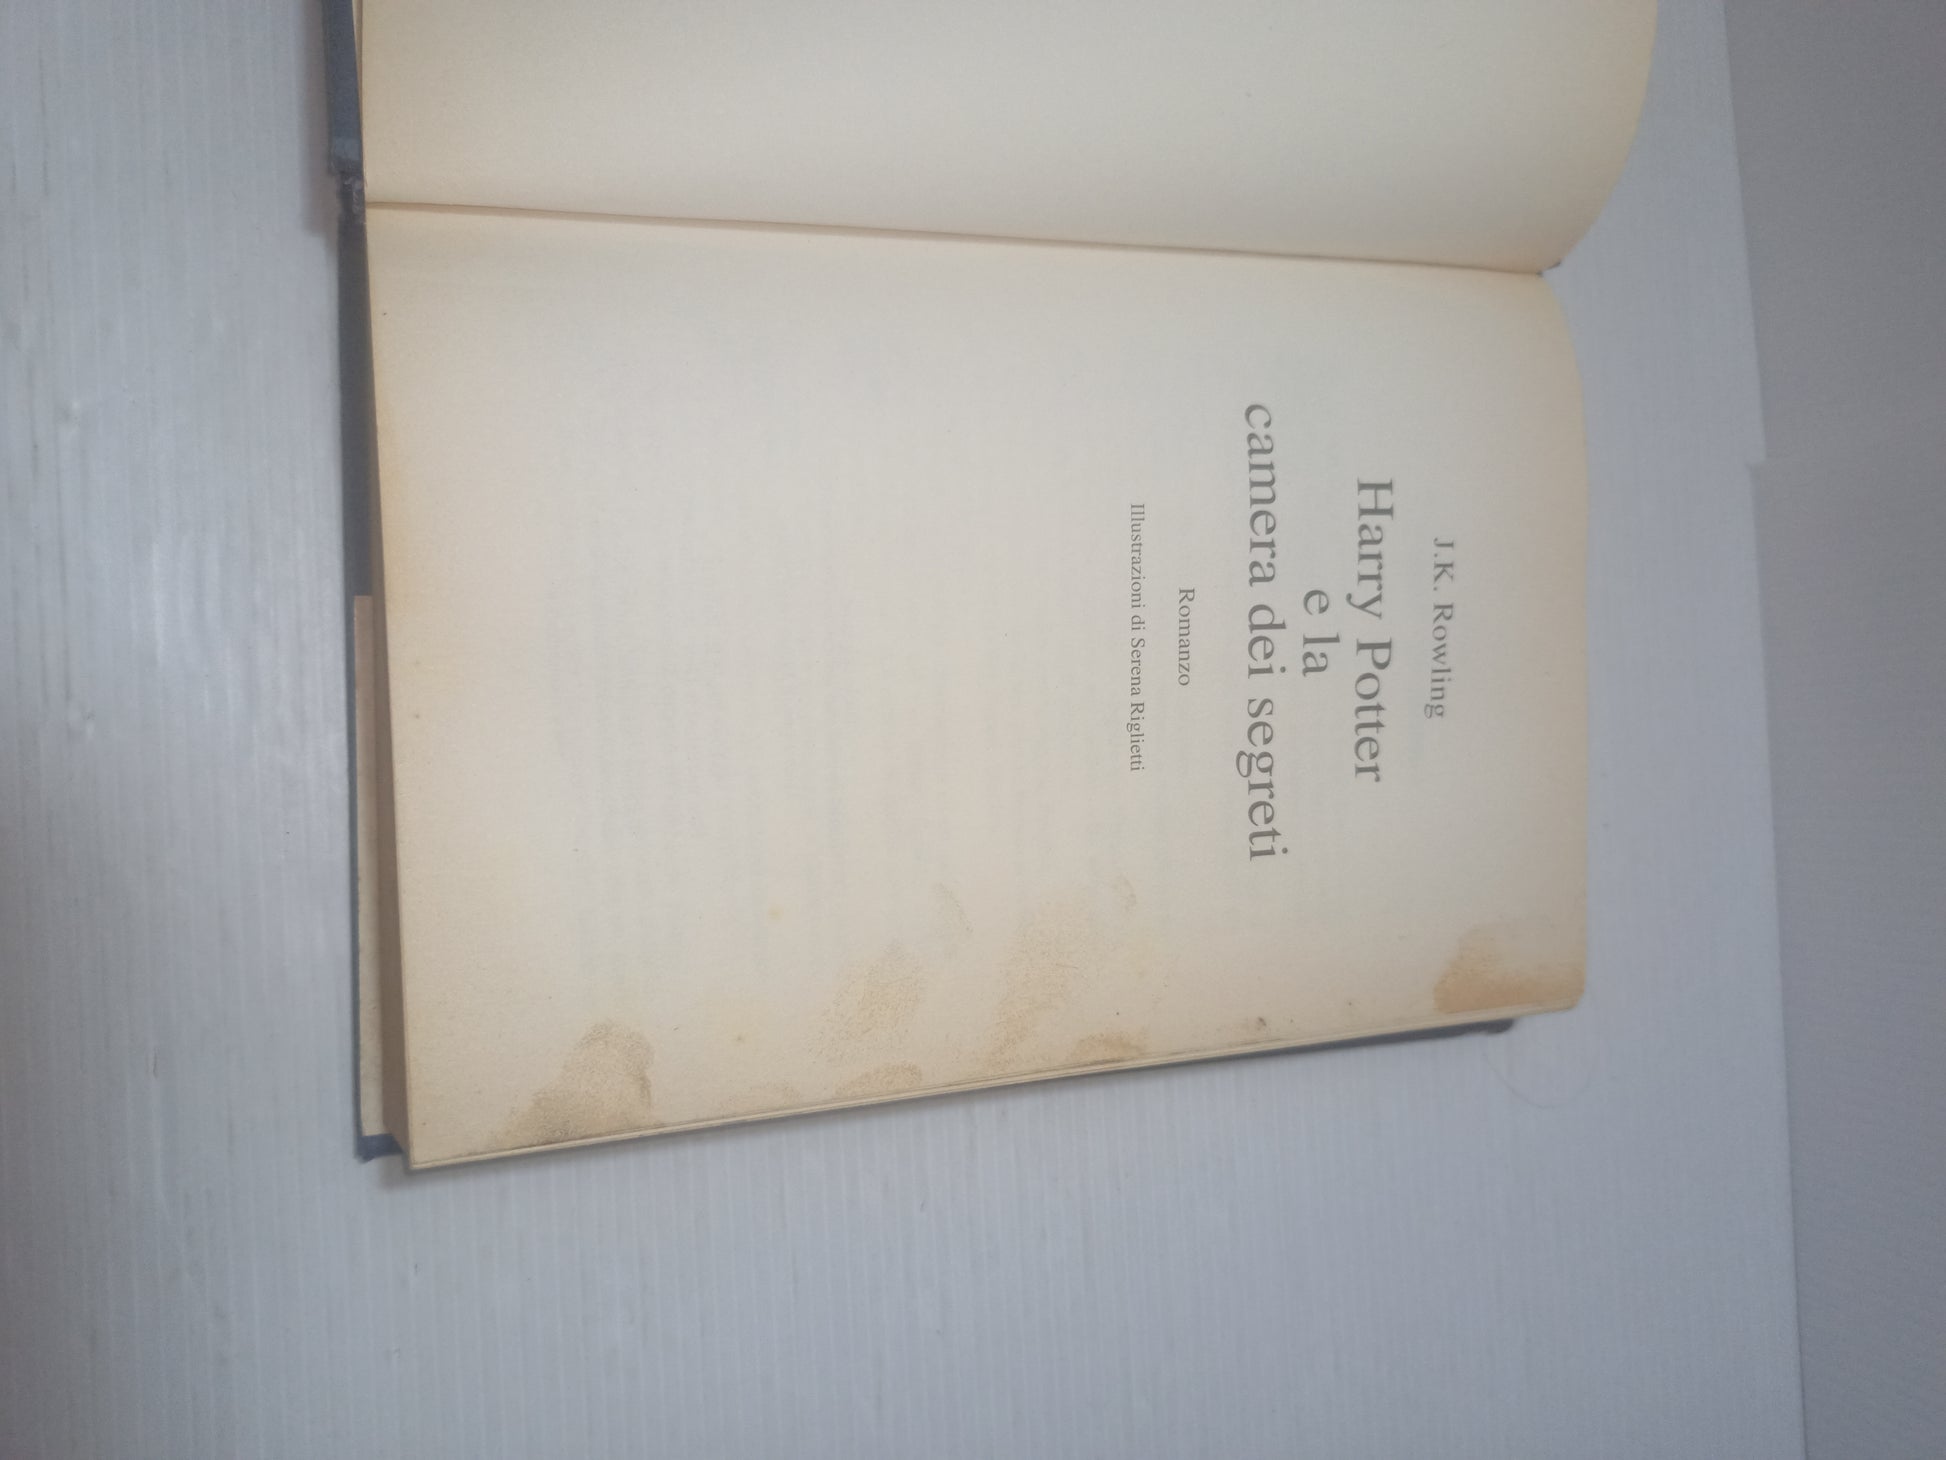 J.K. Rowling
Harry Potter
e la
camera dei segreti
Romanzo
Illustrazioni di Serena Riglietti